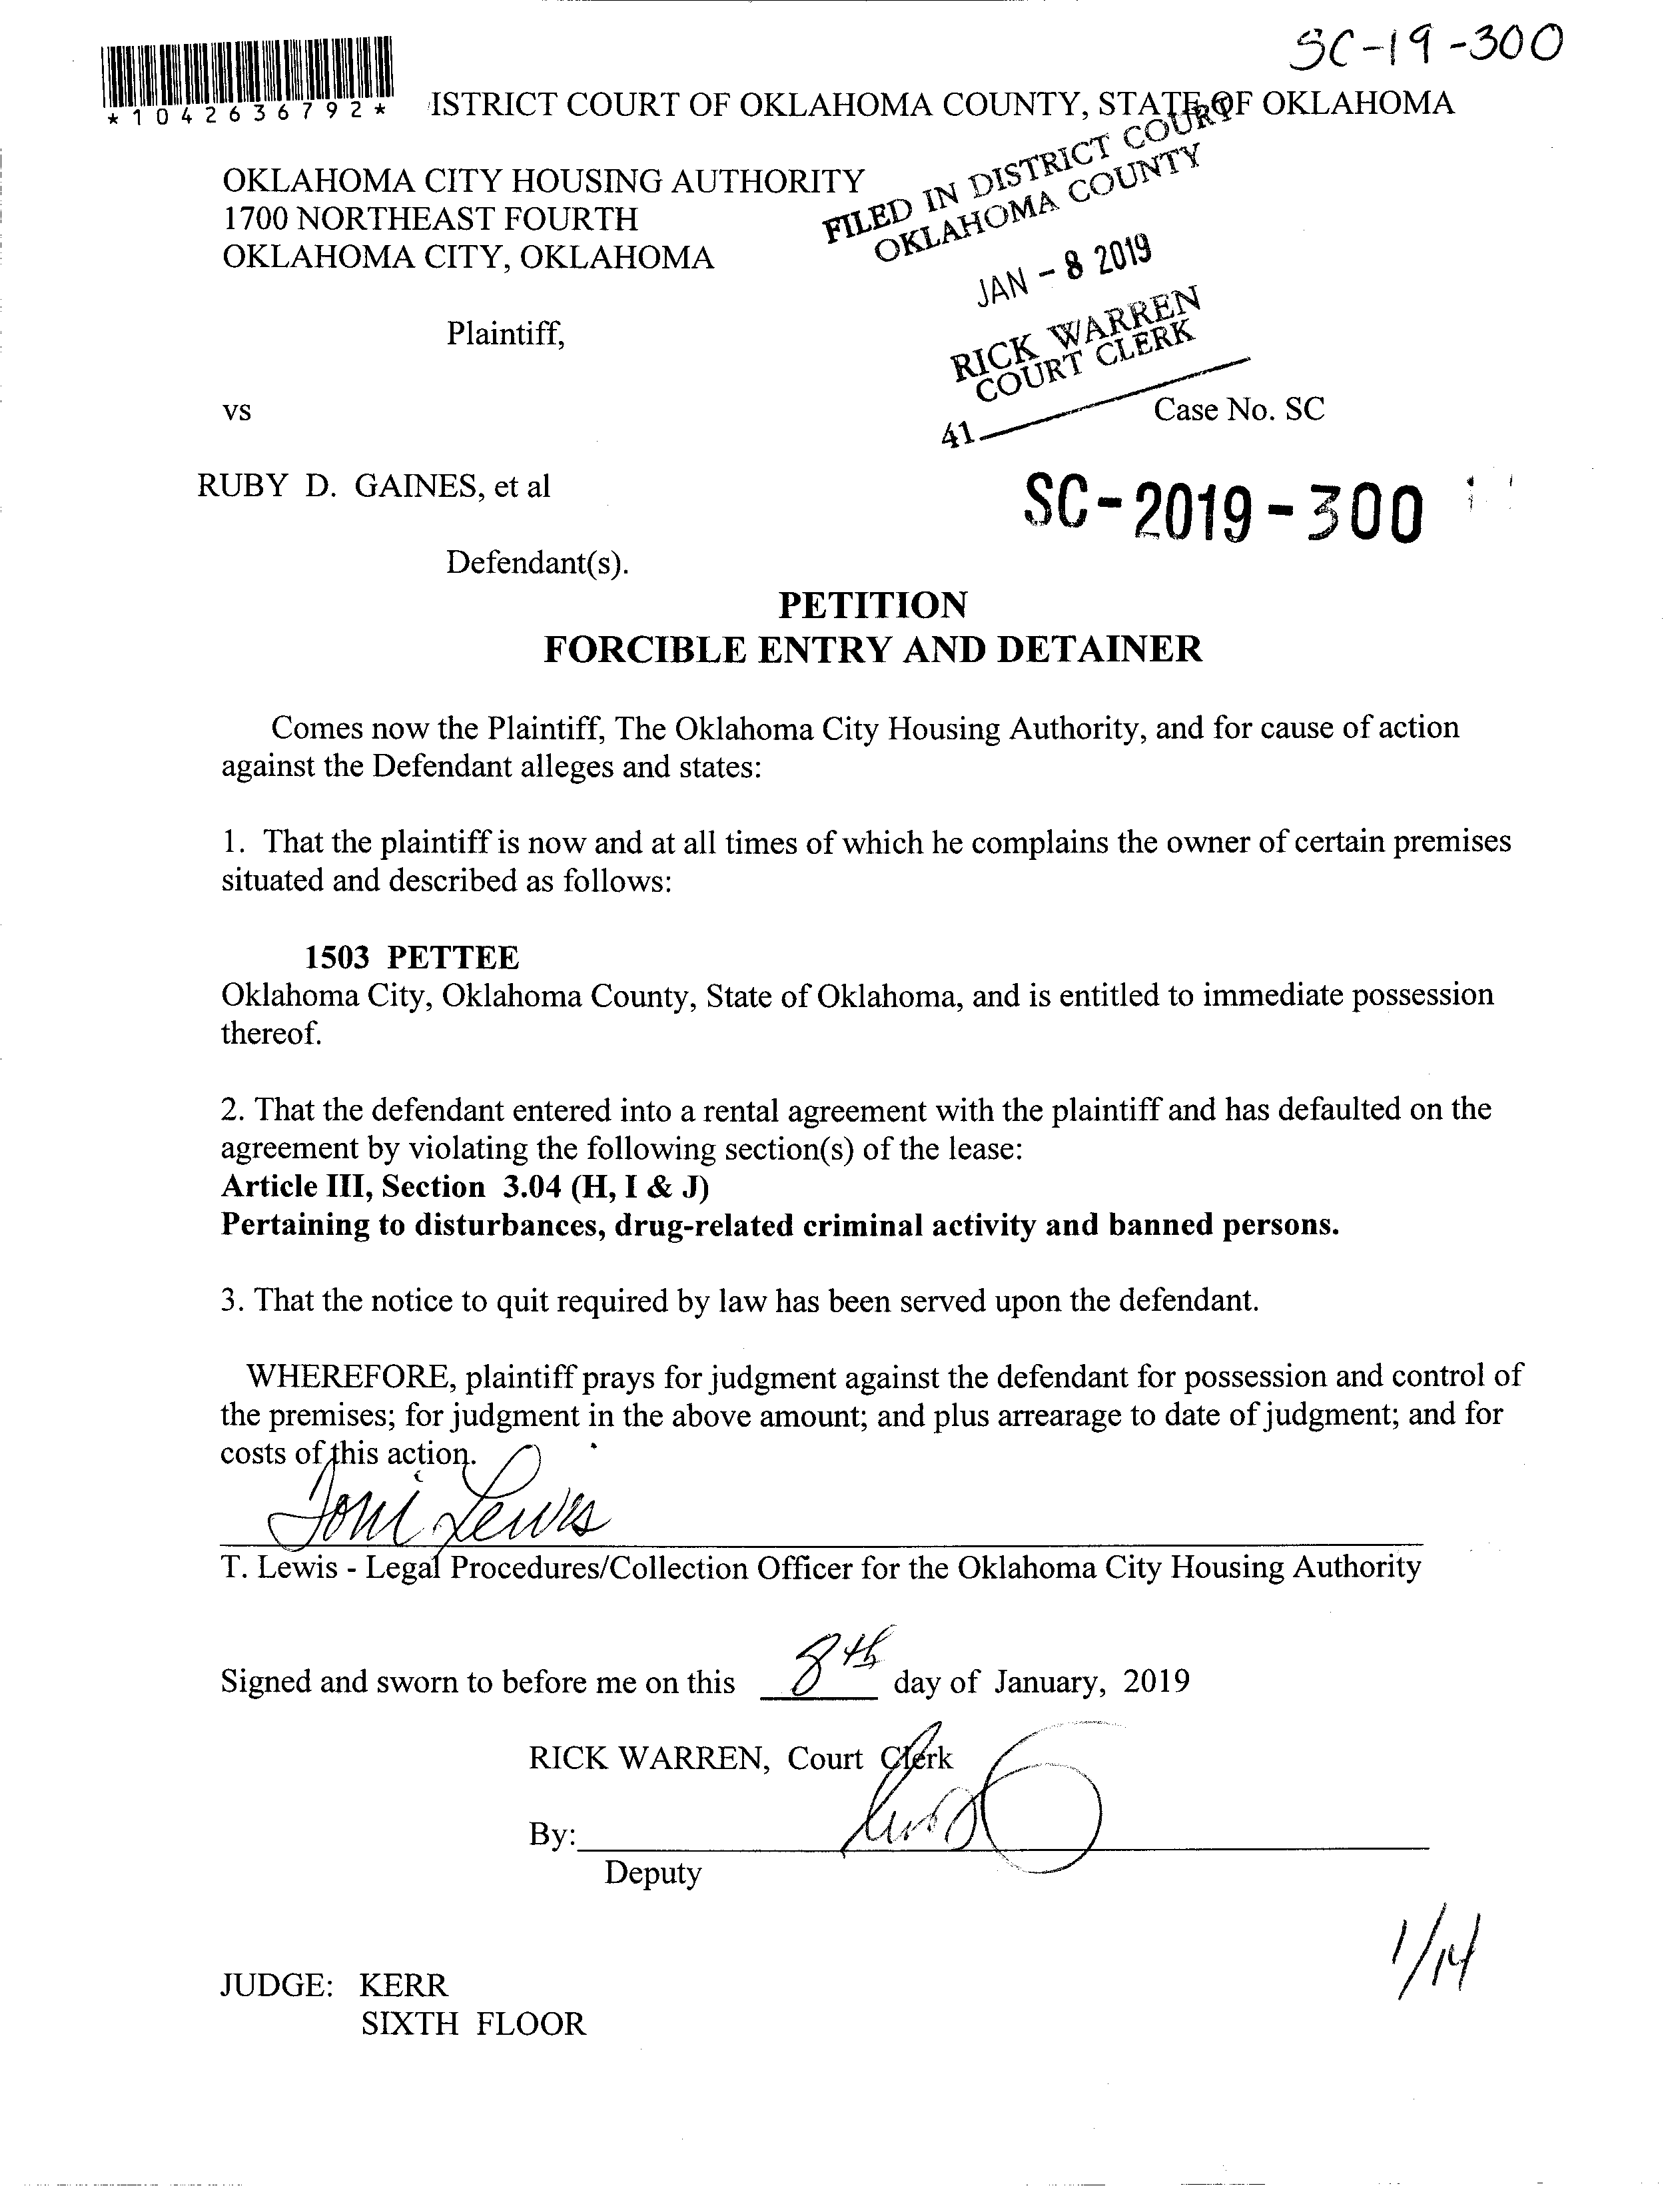 SC-19-300
*1042636792*
ISTRICT COURT OF OKLAHOMA COUNTY, STATE OF OKLAHOMA
FILED IN DISTRICT COURT
OKLAHOMA COUNTY
JAN - 8 2019
RICK WARREN
COURT CLERK
41
OKLAHOMA CITY HOUSING AUTHORITY
1700 NORTHEAST FOURTH
OKLAHOMA CITY, OKLAHOMA
Plaintiff,
vs
Case No. SC
RUBY D. GAINES, et al
SC-2019-300
Defendant(s).
PETITION
FORCIBLE ENTRY AND DETAINER
Comes now the Plaintiff, The Oklahoma City Housing Authority, and for cause of action
against the Defendant alleges and states:
1. That the plaintiff is now and at all times of which he complains the owner of certain premises
situated and described as follows:
1503 PETTEE
Oklahoma City, Oklahoma County, State of Oklahoma, and is entitled to immediate possession
thereof.
2. That the defendant entered into a rental agreement with the plaintiff and has defaulted on the
agreement by violating the following section(s) of the lease:
Article III, Section 3.04 (H, I & J)
Pertaining to disturbances, drug-related criminal activity and banned persons.
3. That the notice to quit required by law has been served upon the defendant.
WHEREFORE, plaintiff prays for judgment against the defendant for possession and control of
the premises; for judgment in the above amount; and plus arrearage to date of judgment; and for
costs of this action.
Toni Lewis
T. Lewis - Legal Procedures/Collection Officer for the Oklahoma City Housing Authority
Signed and sworn to before me on this 8th day of January, 2019
RICK WARREN, Court Clerk
By:
Deputy
1/14
JUDGE: KERR
SIXTH FLOOR